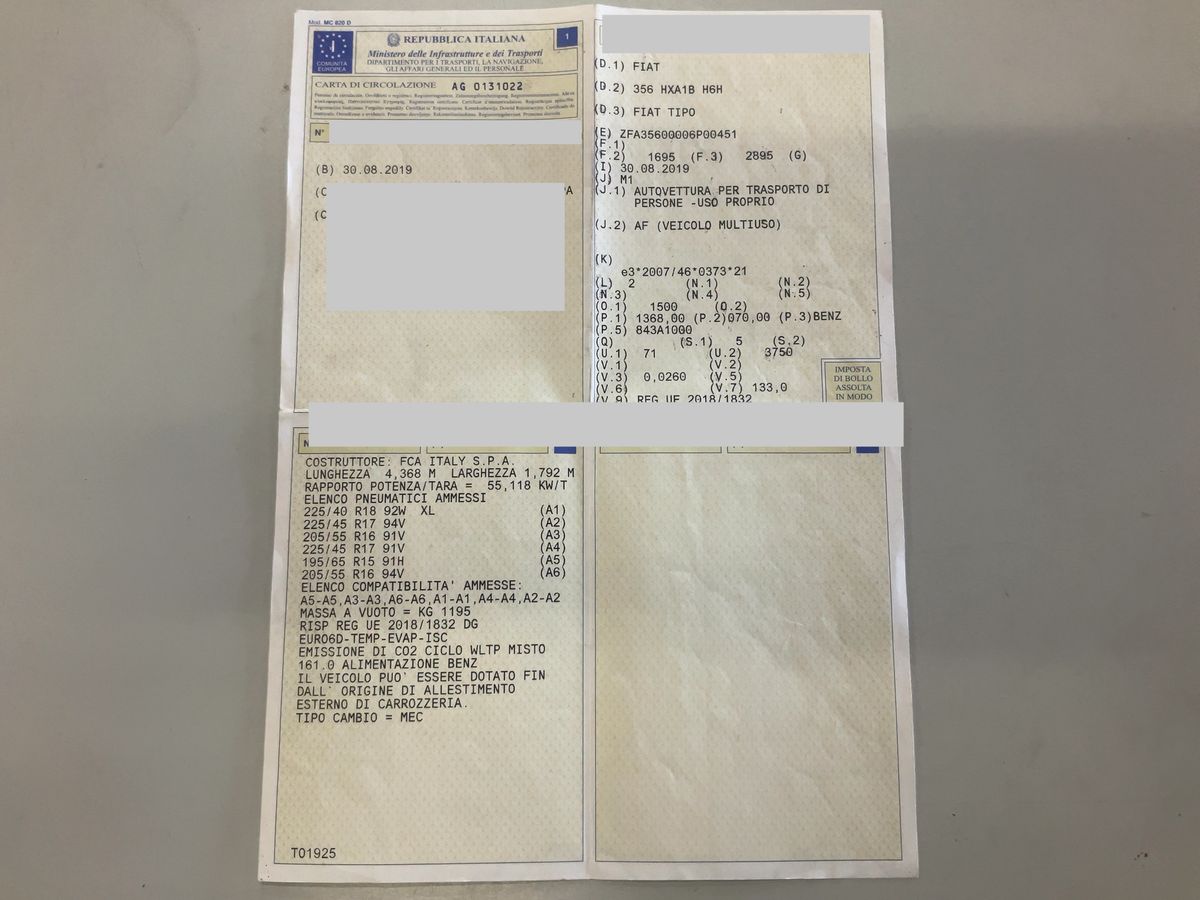 Mod. MC 820 D
COMUNITÀ
EUROPEA
REPUBBLICA ITALIANA
1
Ministero delle Infrastrutture e dei Trasporti
DIPARTIMENTO PER I TRASPORTI, LA NAVIGAZIONE,
GLI AFFARI GENERALI ED IL PERSONALE
CARTA DI CIRCOLAZIONE AG 0131022
N°
(B) 30.08.2019
(C
PA
(C
(D.1) FIAT
(D.2) 356 HXA1B H6H
(D.3) FIAT TIPO
(E) ZFA35600006P00451
(F.1)
(F.2) 1695 (F.3) 2895 (G)
(I) 30.08.2019
(J) M1
(J.1) AUTOVETTURA PER TRASPORTO DI
PERSONE -USO PROPRIO
(J.2) AF (VEICOLO MULTIUSO)
(K)
e3*2007/46*0373*21
(L) 2 (N.1) (N.2)
(N.3) (N.4) (N.5)
(O.1) 1500 (O.2)
(P.1) 1368,00 (P.2)070,00 (P.3)BENZ
(P.5) 843A1000
(Q) (S.1) 5 (S.2)
(U.1) 71 (U.2) 3750
(V.1) (V.2)
(V.3) 0,0260 (V.5)
(V.6) (V.7) 133,0
(V.9) REG UE 2018/1832
IMPOSTA
DI BOLLO
ASSOLTA
IN MODO
N
COSTRUTTORE: FCA ITALY S.P.A.
LUNGHEZZA 4,368 M LARGHEZZA 1,792 M
RAPPORTO POTENZA/TARA = 55,118 KW/T
ELENCO PNEUMATICI AMMESSI
225/40 R18 92W XL (A1)
225/45 R17 94V (A2)
205/55 R16 91V (A3)
225/45 R17 91V (A4)
195/65 R15 91H (A5)
205/55 R16 94V (A6)
ELENCO COMPATIBILITA' AMMESSE:
A5-A5,A3-A3,A6-A6,A1-A1,A4-A4,A2-A2
MASSA A VUOTO = KG 1195
RISP REG UE 2018/1832 DG
EURO6D-TEMP-EVAP-ISC
EMISSIONE DI CO2 CICLO WLTP MISTO
161.0 ALIMENTAZIONE BENZ
IL VEICOLO PUO' ESSERE DOTATO FIN
DALL' ORIGINE DI ALLESTIMENTO
ESTERNO DI CARROZZERIA.
TIPO CAMBIO = MEC
T01925